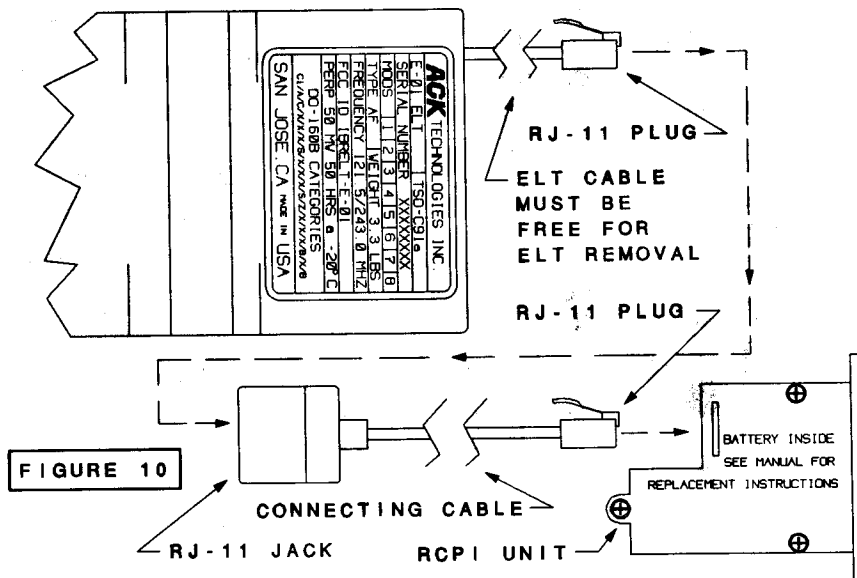 ACK TECHNOLOGIES INC.
E-01 ELT TSO-C91a
SERIAL NUMBER XXXXXXX
MODS 1 2 3 4 5 6 7 8
TYPE AF WEIGHT 3.3 LBS
FREQUENCY 121.5/243.0 MHZ
FCC ID IBRELT-E-01
PERP 50 MV 50 HRS @ -20°C
DO-160B CATEGORIES
SAN JOSE, CA MADE IN USA
RJ-11 PLUG
ELT CABLE
MUST BE
FREE FOR
ELT REMOVAL
RJ-11 PLUG
BATTERY INSIDE
SEE MANUAL FOR
REPLACEMENT INSTRUCTIONS
FIGURE 10
CONNECTING CABLE
RJ-11 JACK
RCPI UNIT